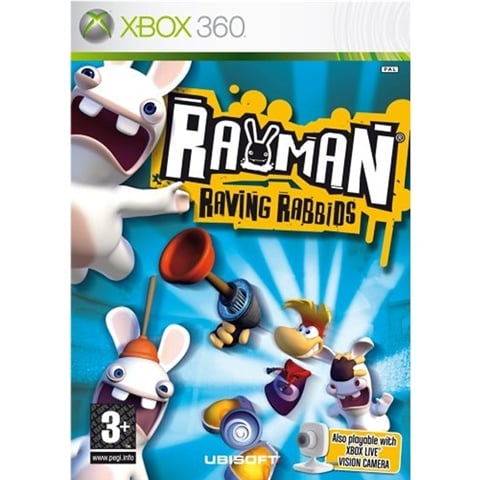 XBOX 360
PAL
RAYMAN®
RAVING RABBIDS
3+
www.pegi.info
UBISOFT
Also playable with
XBOX LIVE
VISION CAMERA